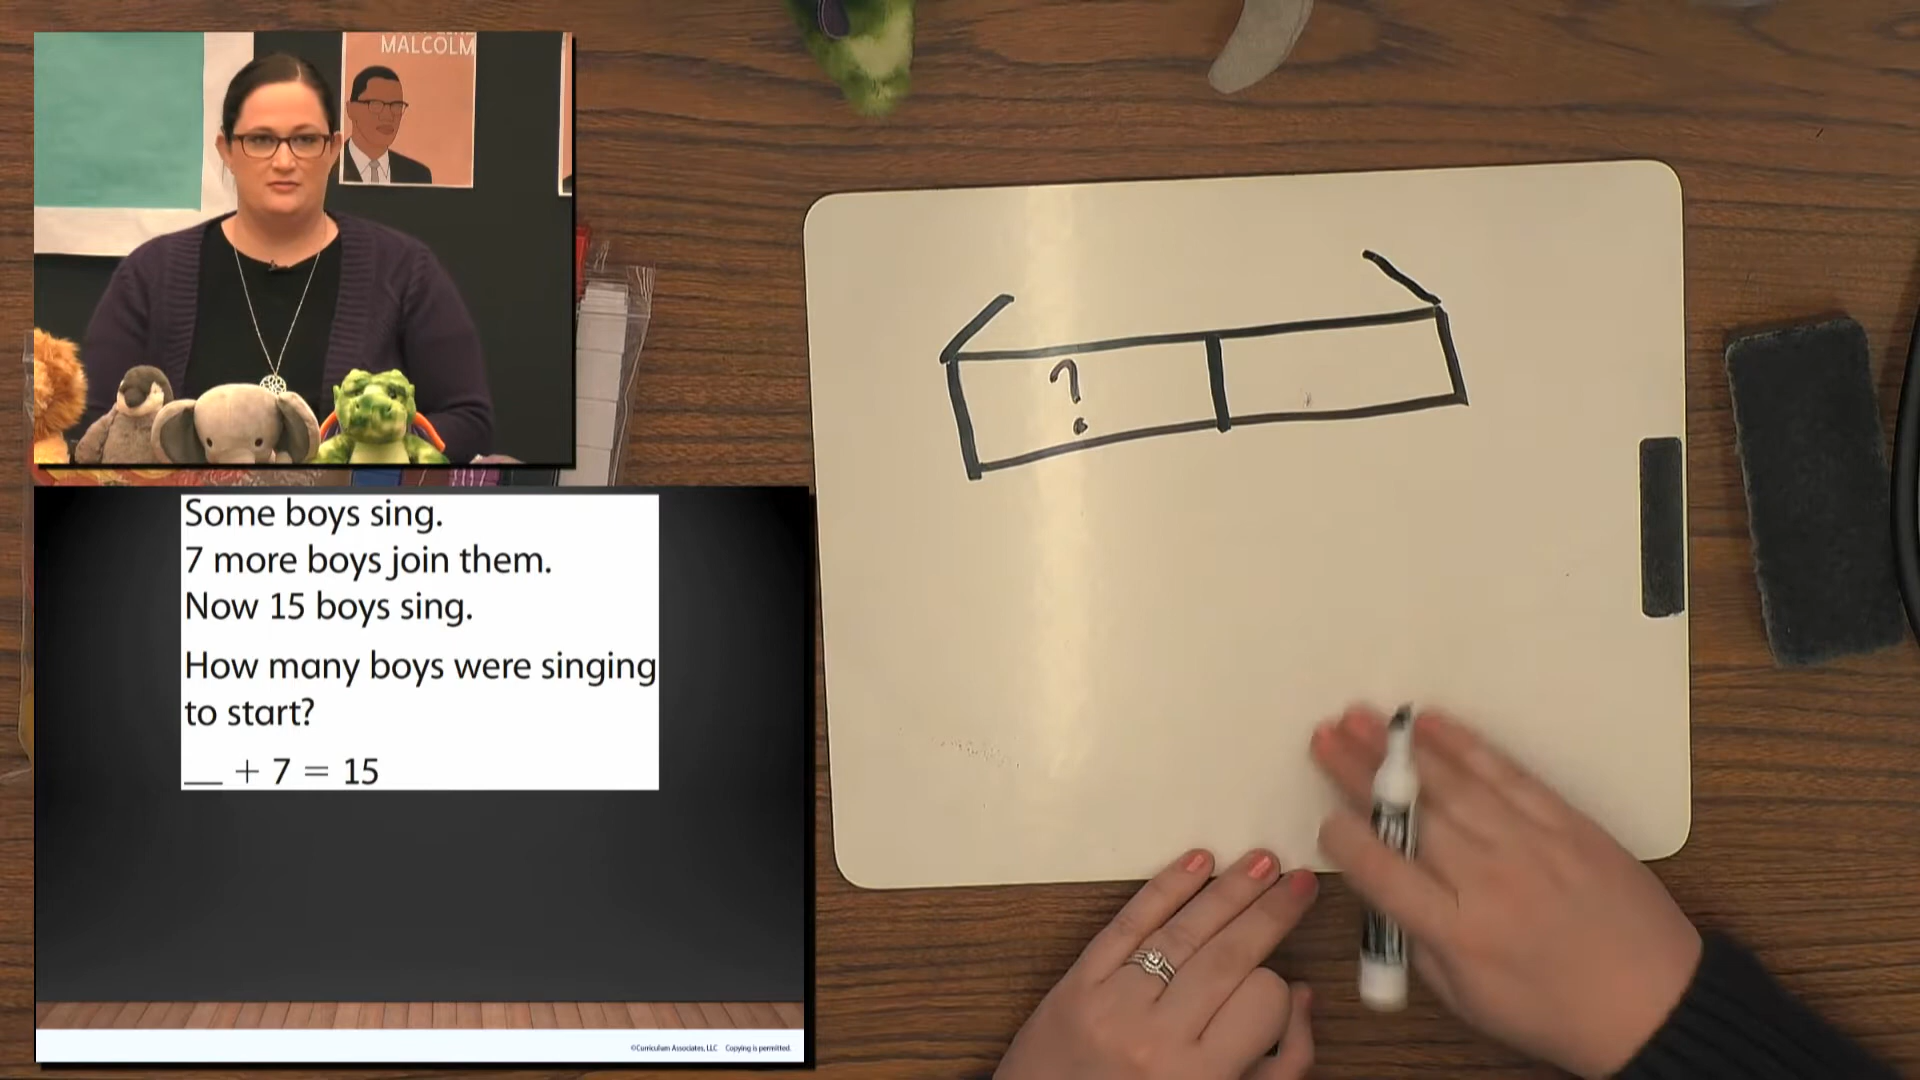 MALCOLM
?
Some boys sing.
7 more boys join them.
Now 15 boys sing.
How many boys were singing
to start?
__ + 7 = 15
©Curriculum Associates, LLC Copying is permitted.